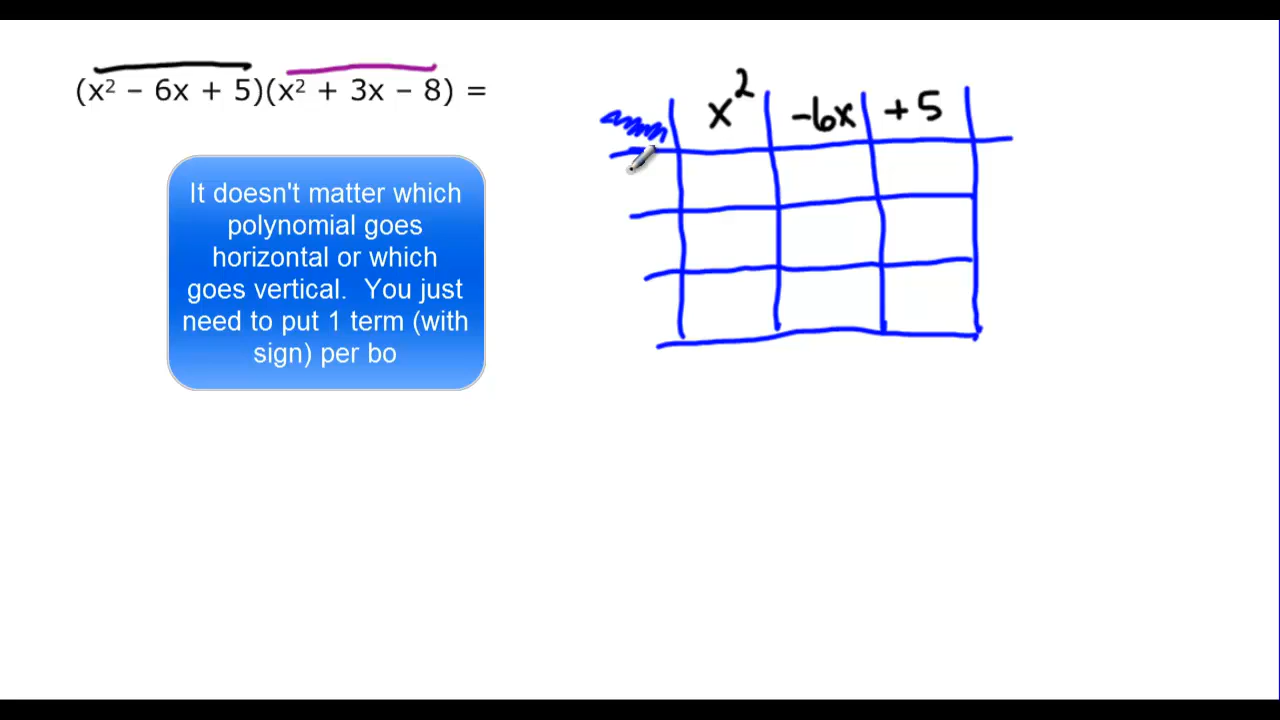 (x² – 6x + 5)(x² + 3x – 8) =
x² -6x +5
It doesn't matter which
polynomial goes
horizontal or which
goes vertical. You just
need to put 1 term (with
sign) per bo